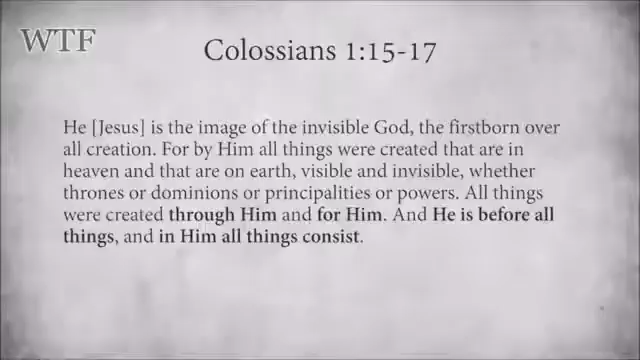 WTF
Colossians 1:15-17
He [Jesus] is the image of the invisible God, the firstborn over
all creation. For by Him all things were created that are in
heaven and that are on earth, visible and invisible, whether
thrones or dominions or principalities or powers. All things
were created through Him and for Him. And He is before all
things, and in Him all things consist.